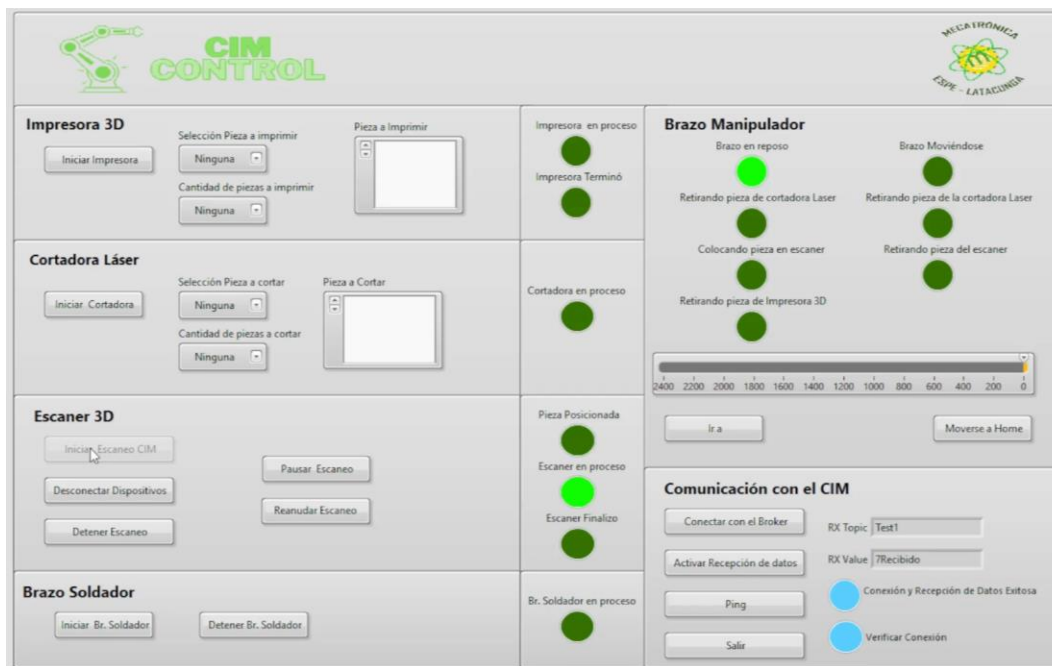 CIM
CONTROL
MECATRÓNICA
ESPE - LATACUNGA
Impresora 3D
Selección Pieza a imprimir
Pieza a Imprimir
Iniciar Impresora
Ninguna
Cantidad de piezas a imprimir
Ninguna
Impresora en proceso
Impresora Terminó
Cortadora Láser
Selección Pieza a cortar
Pieza a Cortar
Iniciar Cortadora
Ninguna
Cantidad de piezas a cortar
Ninguna
Cortadora en proceso
Escaner 3D
Iniciar Escaneo CIM
Pausar Escaneo
Desconectar Dispositivos
Reanudar Escaneo
Detener Escaneo
Pieza Posicionada
Escaner en proceso
Escaner Finalizo
Brazo Soldador
Iniciar Br. Soldador
Detener Br. Soldador
Br. Soldador en proceso
Brazo Manipulador
Brazo en reposo
Brazo Moviéndose
Retirando pieza de cortadora Laser
Retirando pieza de la cortadora Laser
Colocando pieza en escaner
Retirando pieza del escaner
Retirando pieza de Impresora 3D
2400 2200 2000 1800 1600 1400 1200 1000 800 600 400 200 0
Ir a
Moverse a Home
Comunicación con el CIM
Conectar con el Broker
RX Topic Test1
Activar Recepción de datos
RX Value 7Recibido
Conexión y Recepción de Datos Exitosa
Ping
Verificar Conexión
Salir